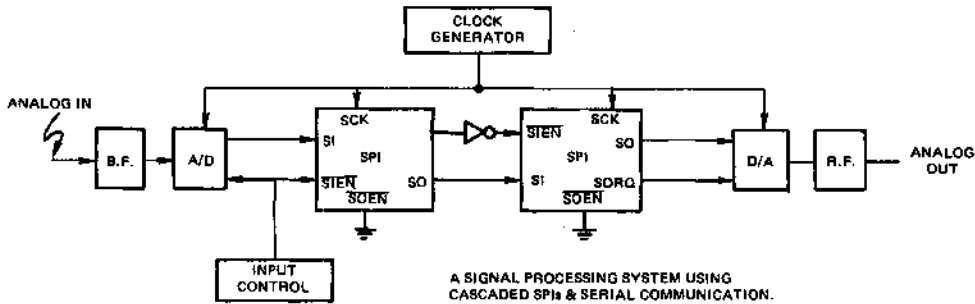 CLOCK
GENERATOR
ANALOG IN
B.F.
A/D
SCK
SI
SPI
SIEN
SO
SOEN
SIEN
SCK
SO
SPI
SI
SORQ
SOEN
D/A
R.F.
ANALOG
OUT
INPUT
CONTROL
A SIGNAL PROCESSING SYSTEM USING
CASCADED SPIs & SERIAL COMMUNICATION.